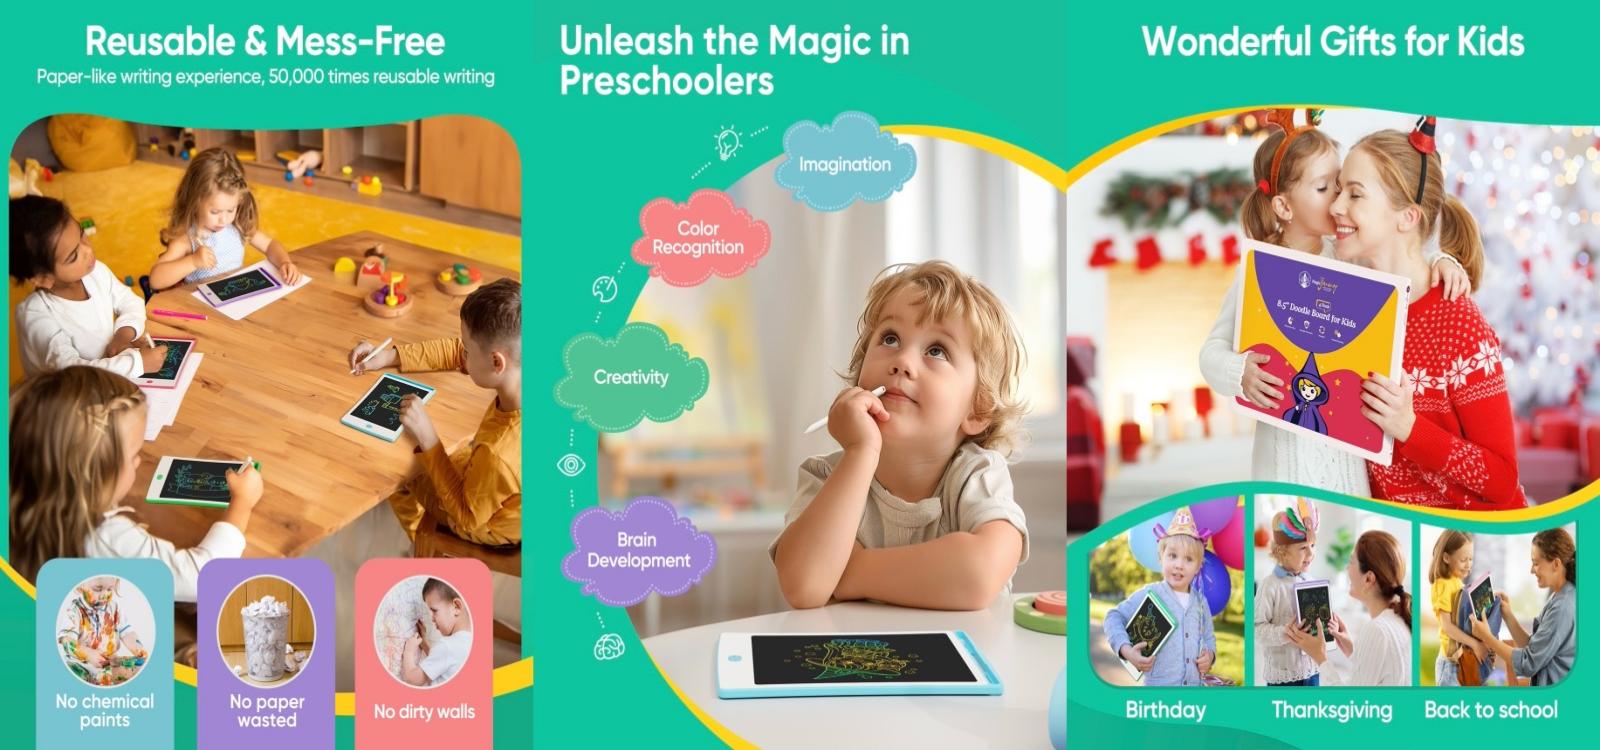 Reusable & Mess-Free
Paper-like writing experience, 50,000 times reusable writing
No chemical
paints
No paper
wasted
No dirty walls
Unleash the Magic in
Preschoolers
Imagination
Color
Recognition
Creativity
Brain
Development
Wonderful Gifts for Kids
8.5" Doodle Board for Kids
Birthday
Thanksgiving
Back to school